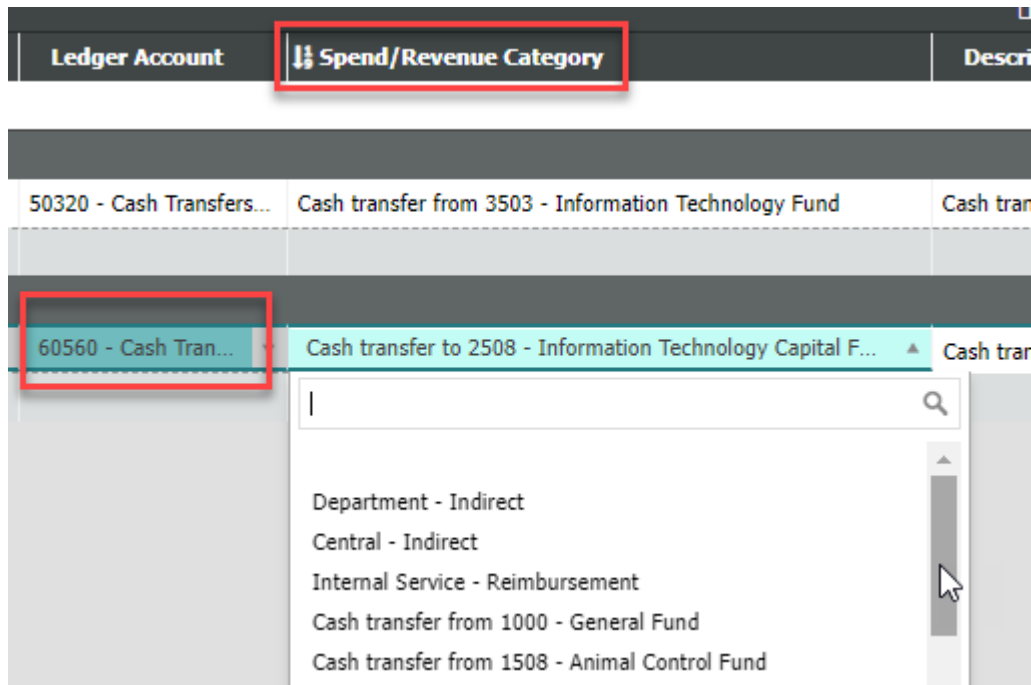 Ledger Account
Spend/Revenue Category
Descri
50320 - Cash Transfers...
Cash transfer from 3503 - Information Technology Fund
Cash tran
60560 - Cash Tran...
Cash transfer to 2508 - Information Technology Capital F...
Cash tran
Department - Indirect
Central - Indirect
Internal Service - Reimbursement
Cash transfer from 1000 - General Fund
Cash transfer from 1508 - Animal Control Fund